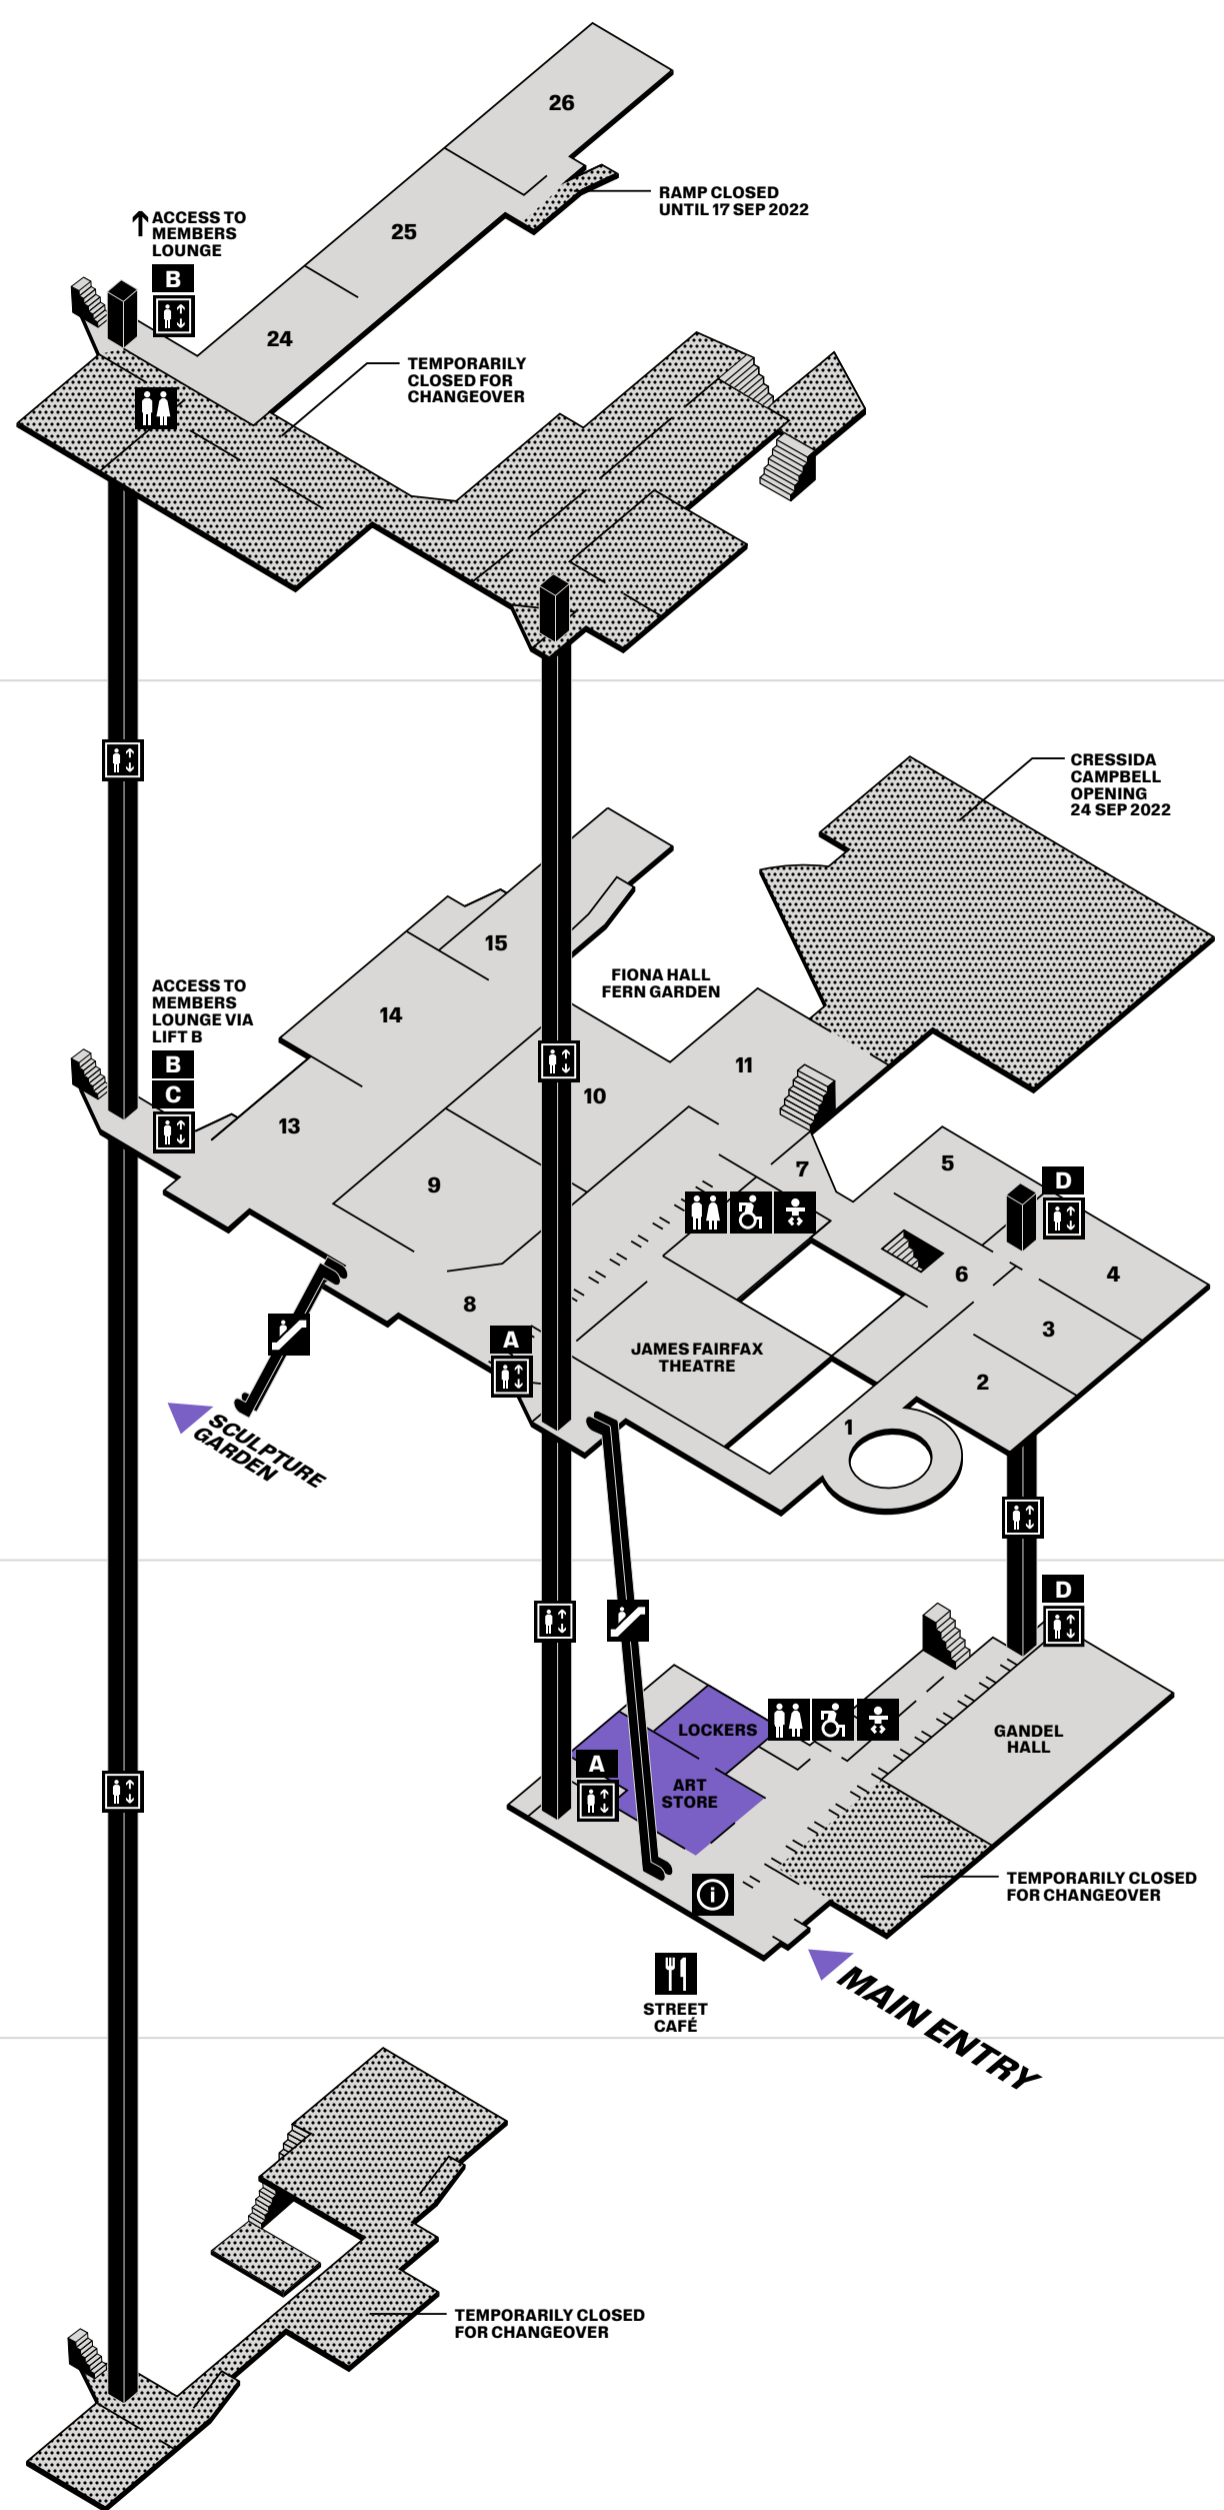 26
RAMP CLOSED
UNTIL 17 SEP 2022
25
ACCESS TO
MEMBERS
LOUNGE
B
24
TEMPORARILY
CLOSED FOR
CHANGEOVER
CRESSIDA
CAMPBELL
OPENING
24 SEP 2022
15
FIONA HALL
FERN GARDEN
ACCESS TO
MEMBERS
LOUNGE VIA
LIFT B
B
C
14
11
10
13
9
7
5
D
6
4
8
3
A
JAMES FAIRFAX
THEATRE
2
1
SCULPTURE
GARDEN
D
LOCKERS
GANDEL
HALL
A
ART
STORE
TEMPORARILY CLOSED
FOR CHANGEOVER
i
STREET
CAFÉ
MAIN ENTRY
TEMPORARILY CLOSED
FOR CHANGEOVER